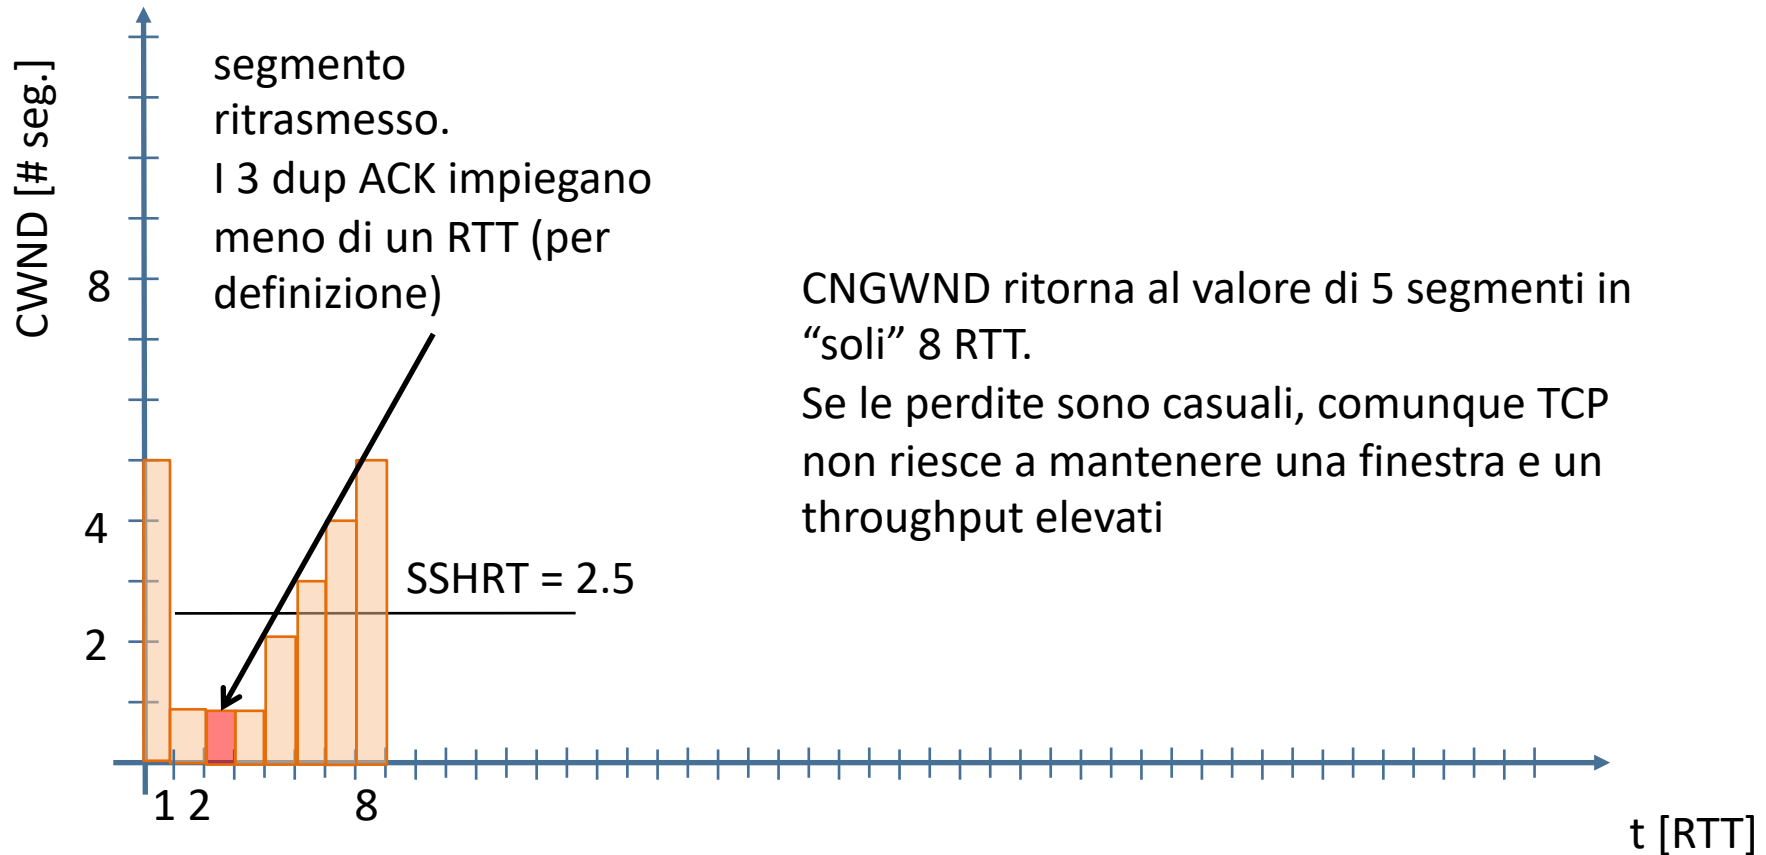 CWND [# seg.]
segmento
ritrasmesso.
I 3 dup ACK impiegano
meno di un RTT (per
definizione)
8
4
2
CNGWND ritorna al valore di 5 segmenti in
“soli” 8 RTT.
Se le perdite sono casuali, comunque TCP
non riesce a mantenere una finestra e un
throughput elevati
SSHRT = 2.5
1 2 8
t [RTT]